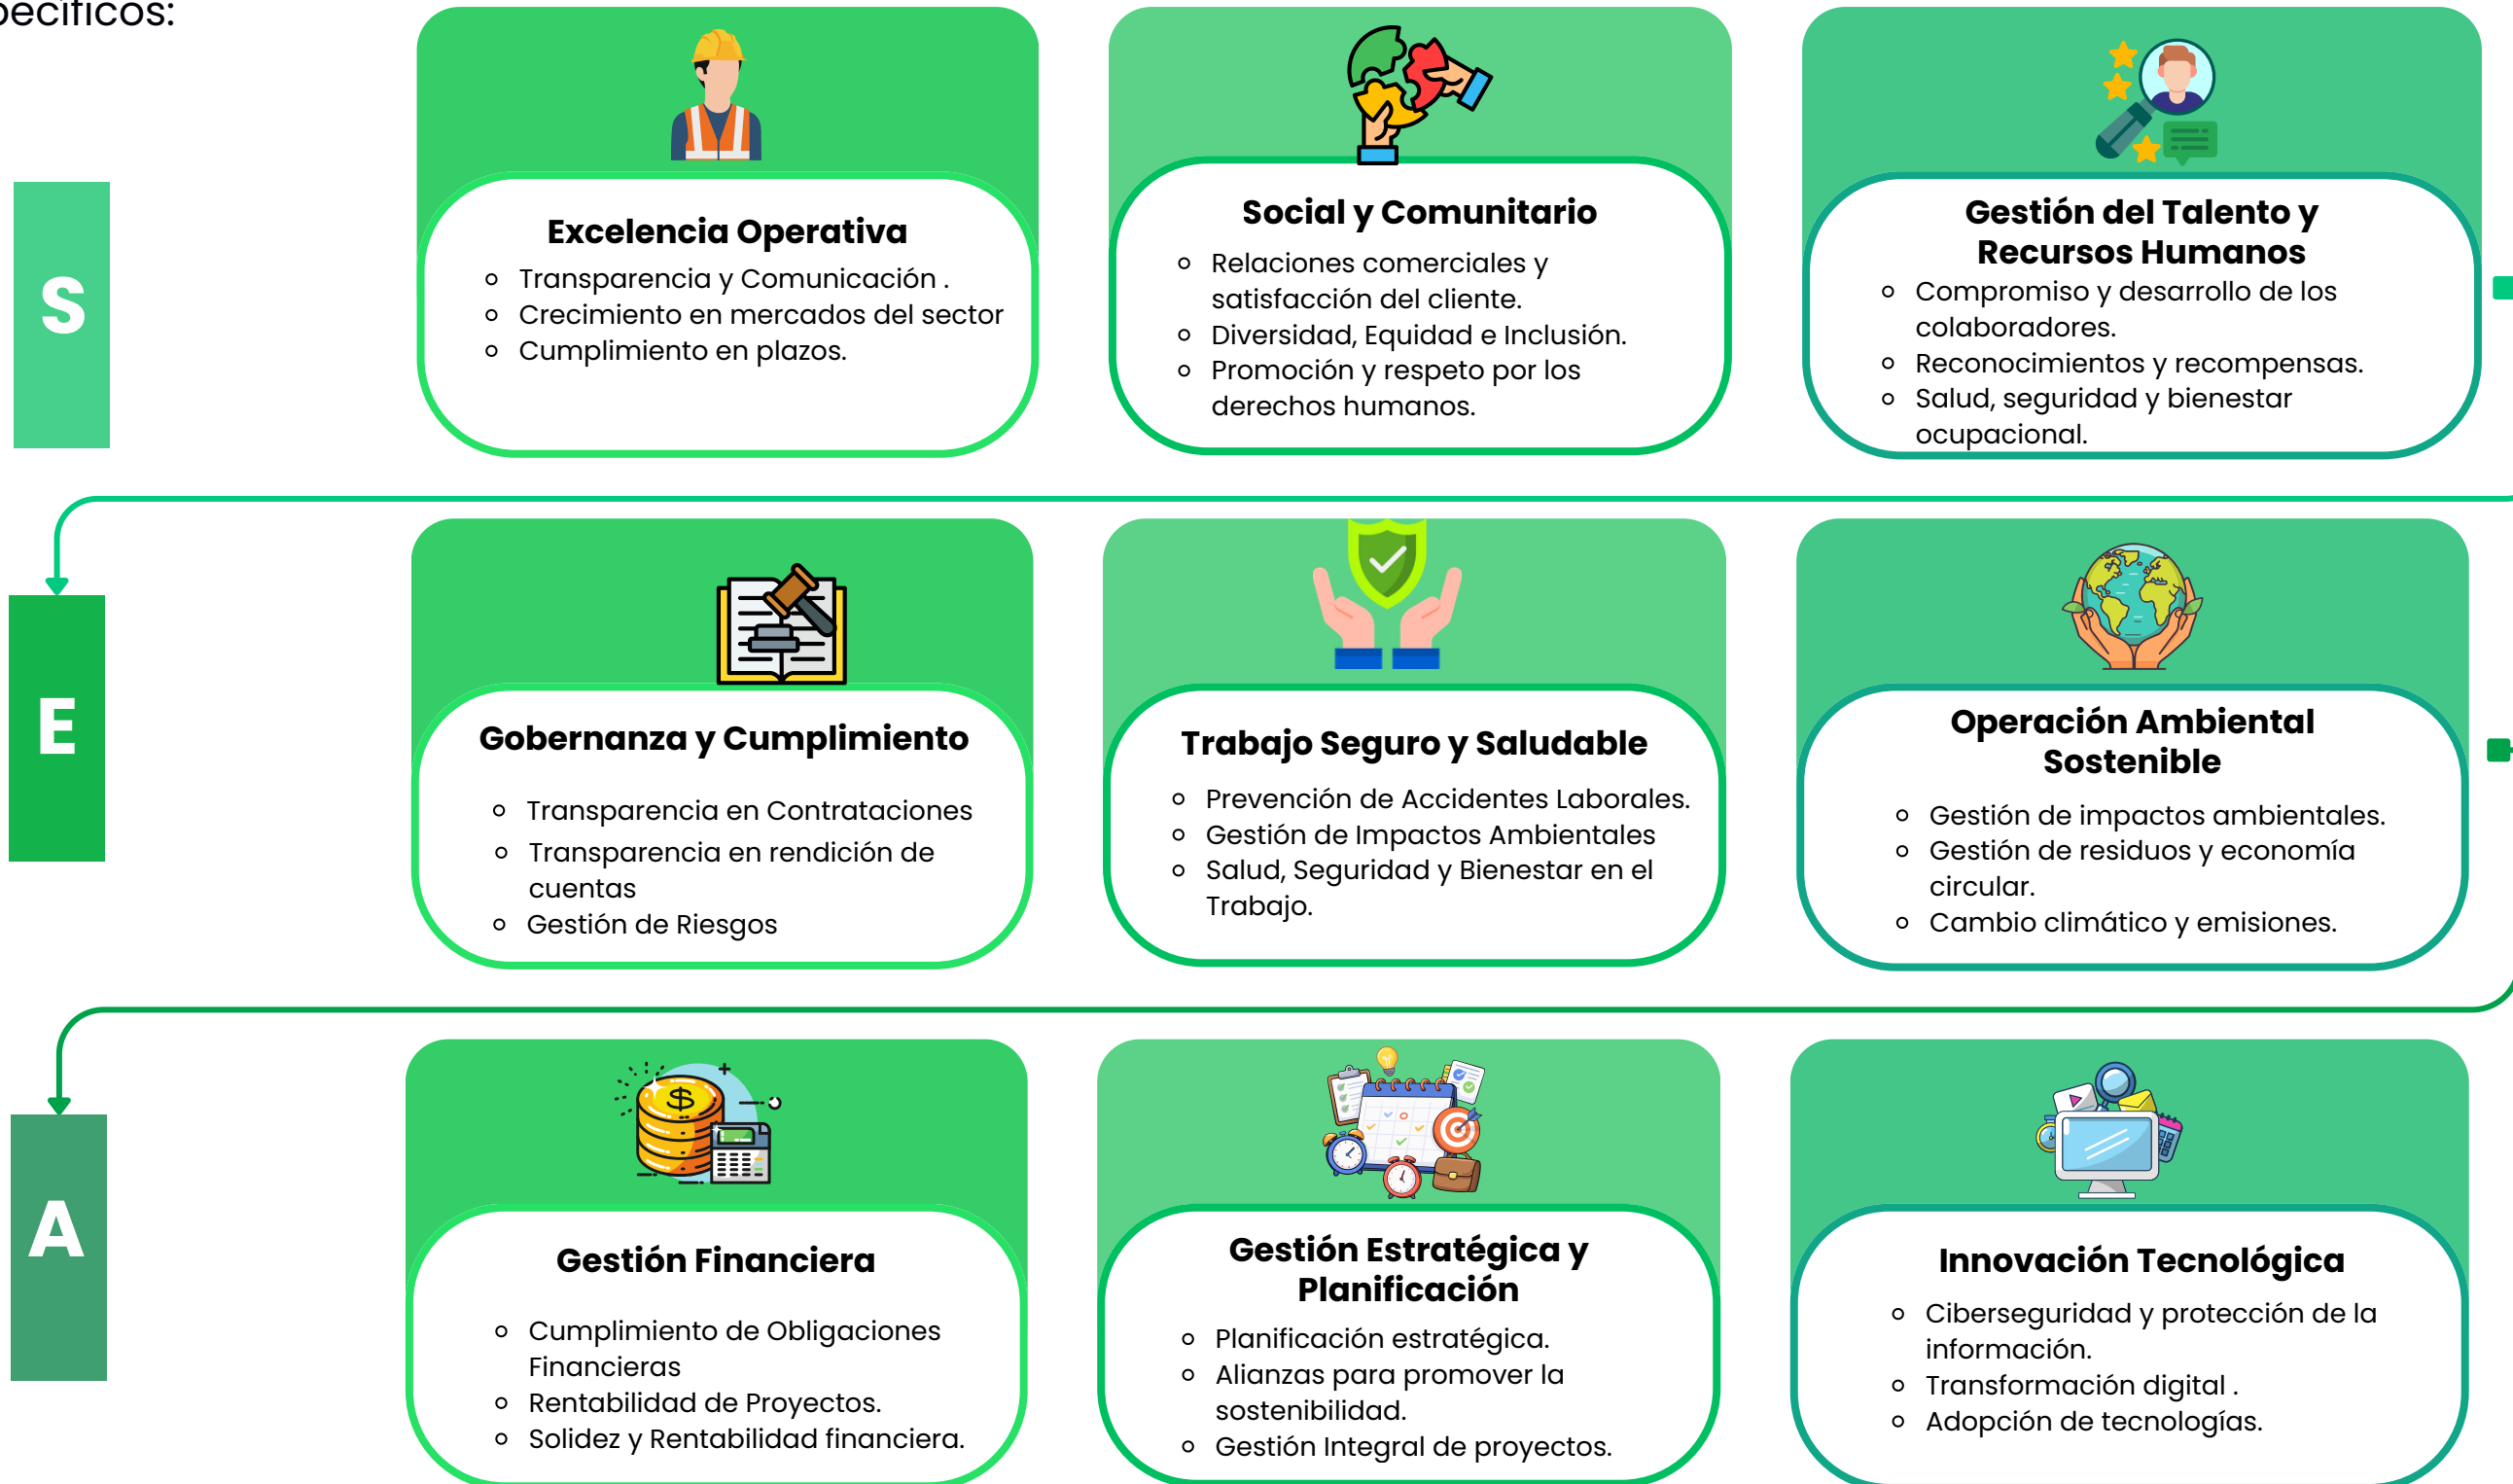 pecíficos:
S
Excelencia Operativa
Transparencia y Comunicación .
Crecimiento en mercados del sector
Cumplimiento en plazos.
Social y Comunitario
Relaciones comerciales y
satisfacción del cliente.
Diversidad, Equidad e Inclusión.
Promoción y respeto por los
derechos humanos.
Gestión del Talento y
Recursos Humanos
Compromiso y desarrollo de los
colaboradores.
Reconocimientos y recompensas.
Salud, seguridad y bienestar
ocupacional.
E
Gobernanza y Cumplimiento
Transparencia en Contrataciones
Transparencia en rendición de
cuentas
Gestión de Riesgos
Trabajo Seguro y Saludable
Prevención de Accidentes Laborales.
Gestión de Impactos Ambientales
Salud, Seguridad y Bienestar en el
Trabajo.
Operación Ambiental
Sostenible
Gestión de impactos ambientales.
Gestión de residuos y economía
circular.
Cambio climático y emisiones.
A
Gestión Financiera
Cumplimiento de Obligaciones
Financieras
Rentabilidad de Proyectos.
Solidez y Rentabilidad financiera.
Gestión Estratégica y
Planificación
Planificación estratégica.
Alianzas para promover la
sostenibilidad.
Gestión Integral de proyectos.
Innovación Tecnológica
Ciberseguridad y protección de la
información.
Transformación digital .
Adopción de tecnologías.